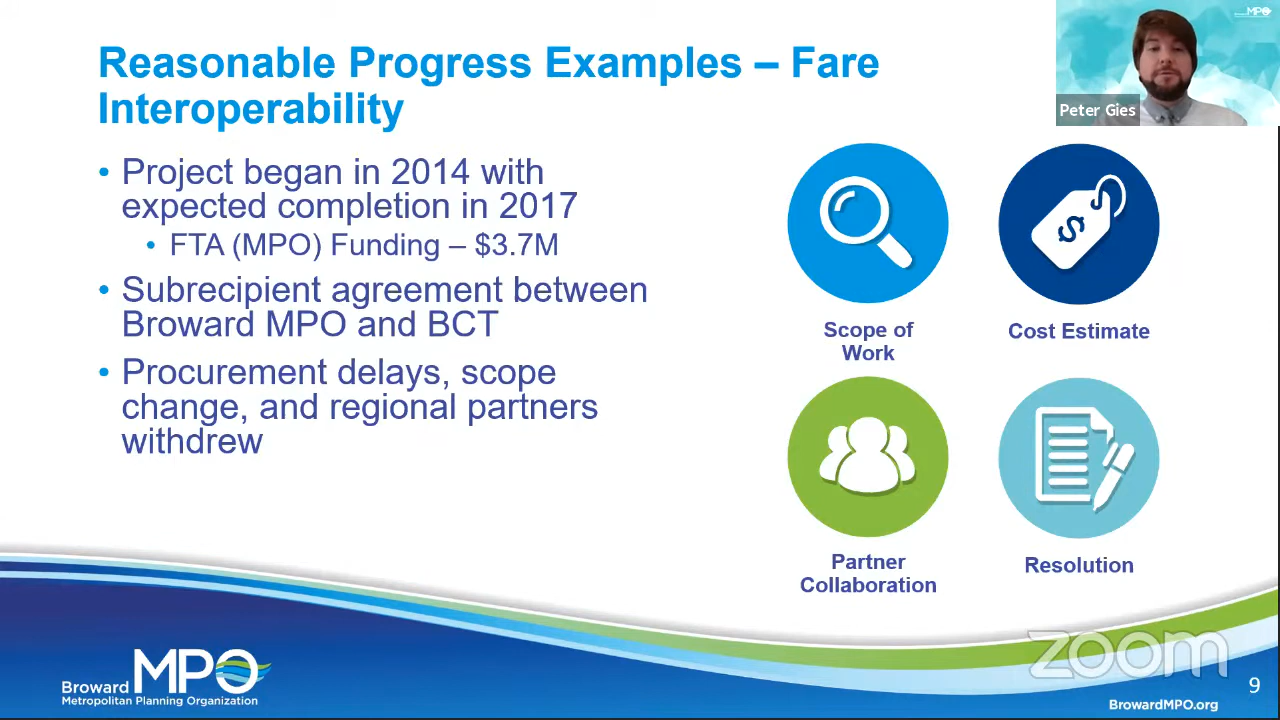 Reasonable Progress Examples – Fare
Interoperability
MPO
Peter Gies
• Project began in 2014 with
expected completion in 2017
• FTA (MPO) Funding – $3.7M
• Subrecipient agreement between
Broward MPO and BCT
• Procurement delays, scope
change, and regional partners
withdrew
$
Scope of
Work
Cost Estimate
Partner
Collaboration
Resolution
Broward MPO
Metropolitan Planning Organization
zoom
9
BrowardMPO.org